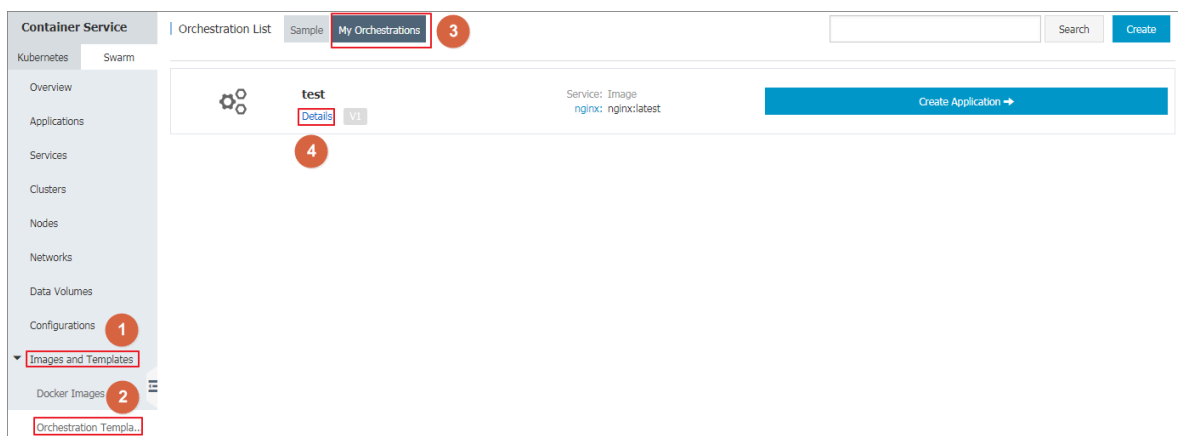 Container Service
Kubernetes Swarm
Overview
Applications
Services
Clusters
Nodes
Networks
Data Volumes
Configurations
1
Images and Templates
Docker Images
2
Orchestration Templa..
Orchestration List Sample My Orchestrations 3 Search Create
test
Details V1
4
Service: Image
nginx: nginx:latest
Create Application →